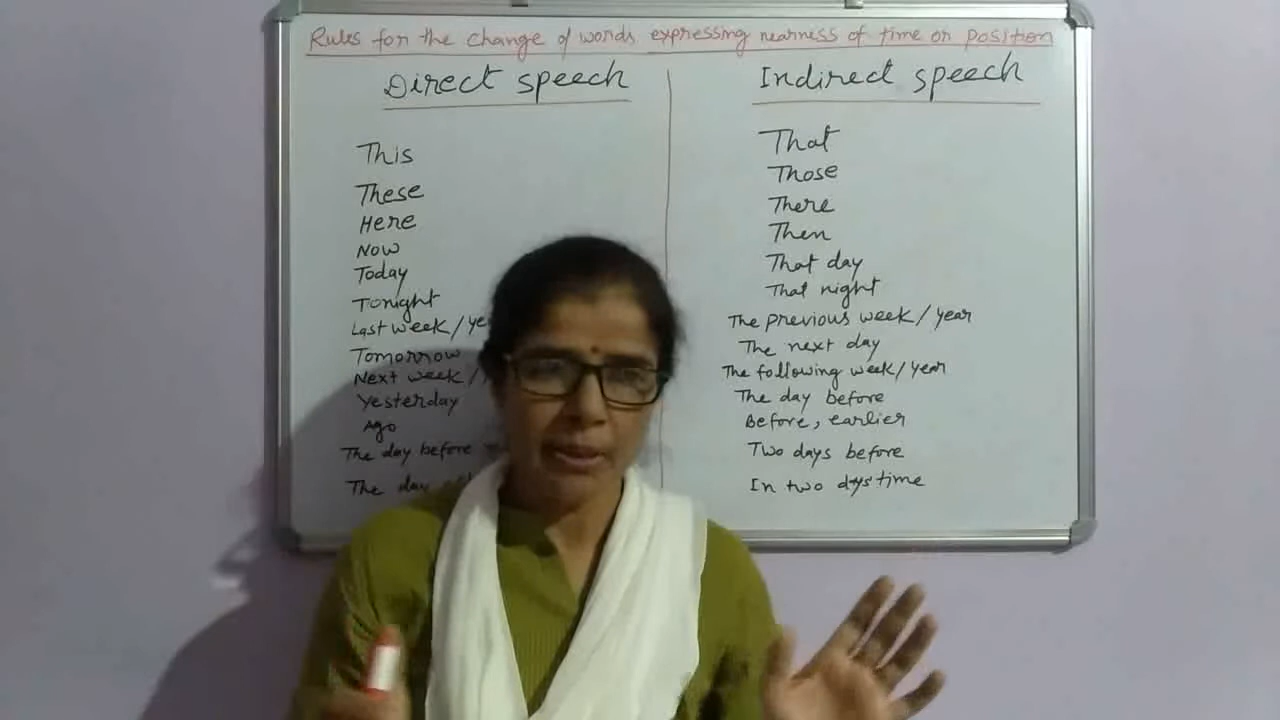 Rules for the change of words expressing nearness of time or position
Direct speech
This
These
Here
Now
Today
Tonight
Last week/
Tomorrow
Next week/
Yesterday
Ago
The day before
The day
Indirect speech
That
Those
There
Then
That day
That night
The previous week/year
The next day
The following week/year
The day before
Before, earlier
Two days before
In two days' time